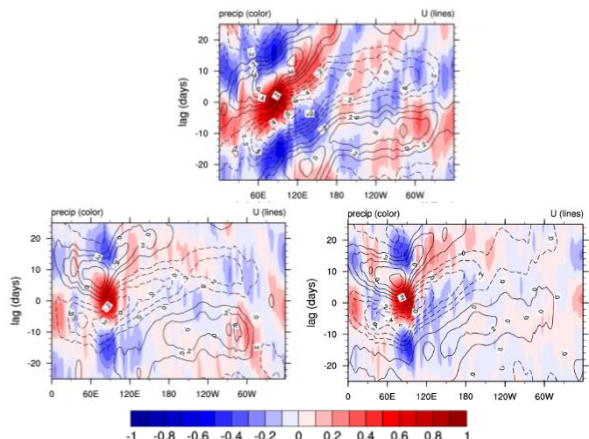 precip (color) U (lines)
lag (days)
20
10
0
-10
-20
60E 120E 180 120W 60W
precip (color) U (lines)
precip (color) U (lines)
lag (days)
lag (days)
20
10
0
-10
-20
20
10
0
-10
-20
0 60E 120E 180 120W 60W
0 60E 120E 180 120W 60W
-1 -0.8 -0.6 -0.4 -0.2 0 0.2 0.4 0.6 0.8 1